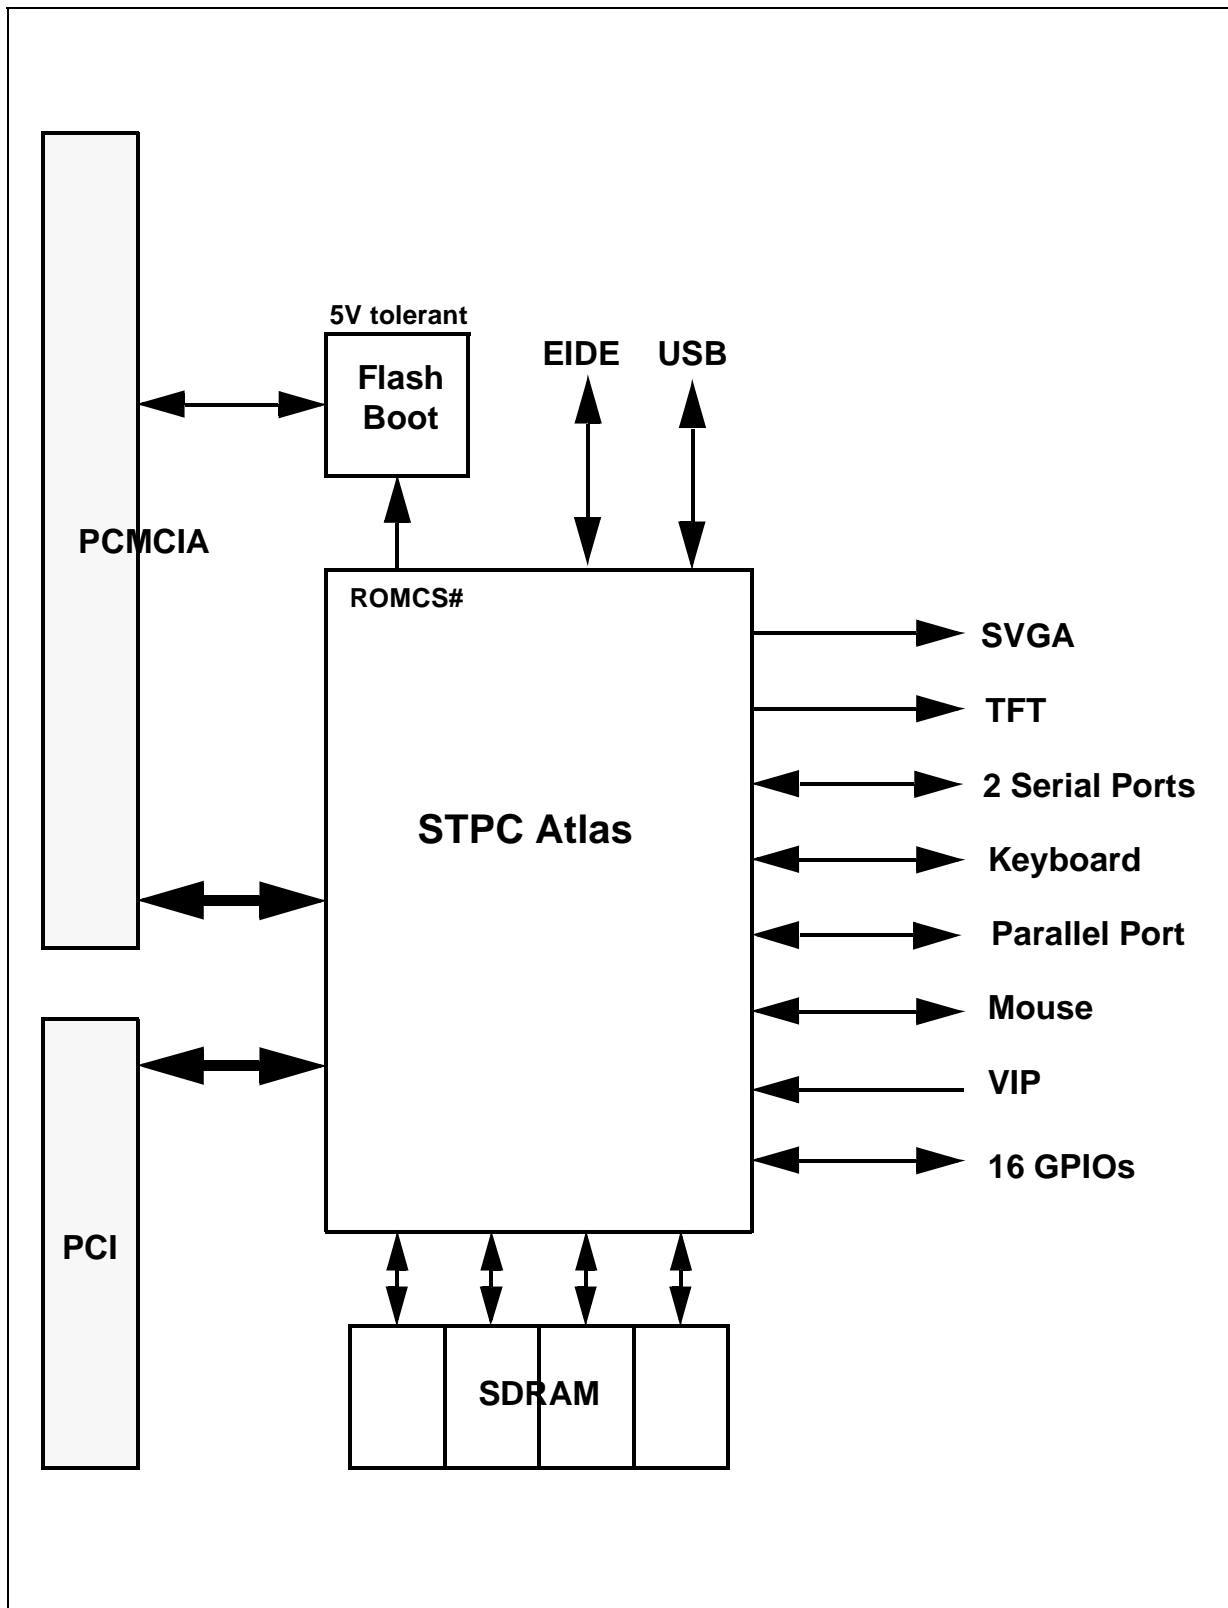 5V tolerant
Flash
Boot
EIDE
USB
PCMCIA
ROMCS#
SVGA
TFT
2 Serial Ports
STPC Atlas
Keyboard
Parallel Port
Mouse
VIP
16 GPIOs
PCI
SDRAM